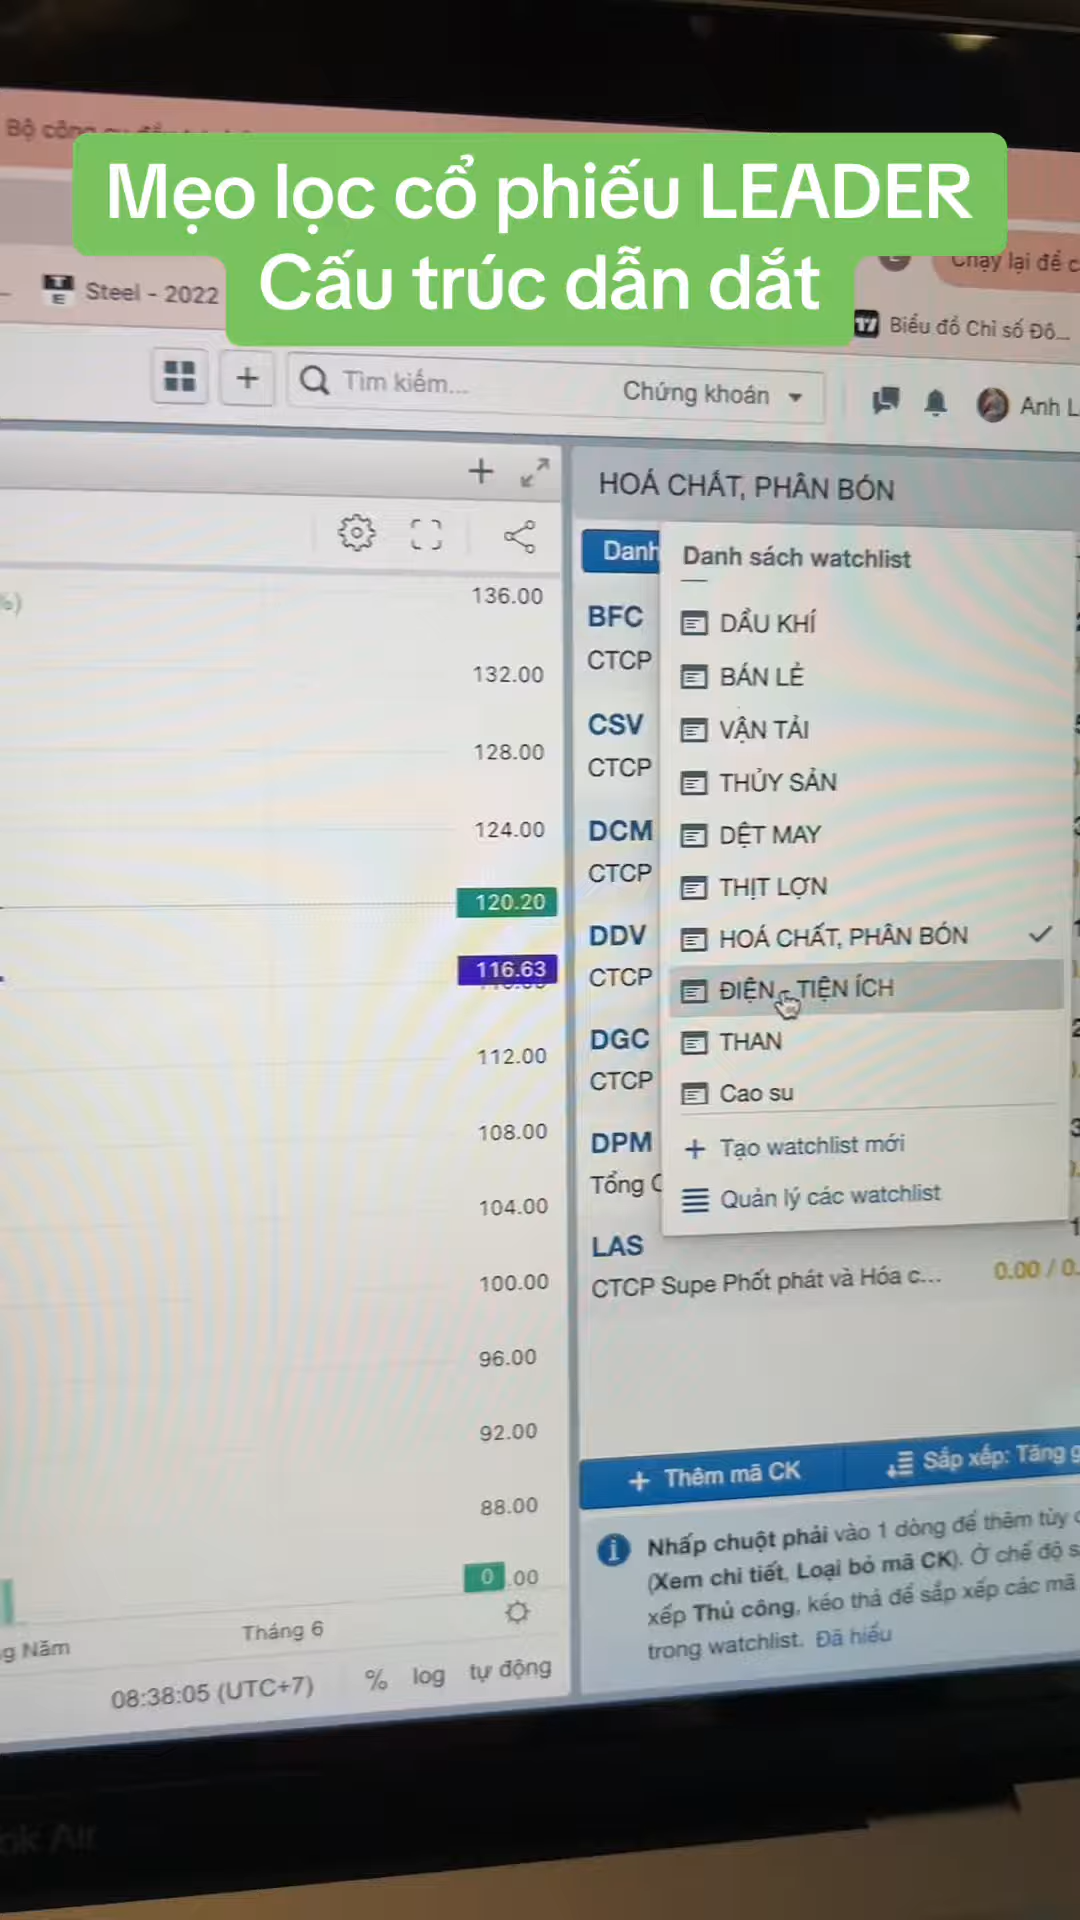 Mẹo lọc cổ phiếu LEADER
Cấu trúc dẫn dắt
Bộ công
Chạy lại để c
Steel - 2022
Biểu đồ Chỉ số Đô...
Tìm kiếm...
Chứng khoán
Anh L
HOÁ CHẤT, PHÂN BÓN
Danh
Danh sách watchlist
%)
136.00
BFC
DẦU KHÍ
CTCP
132.00
BÁN LẺ
CSV
VẬN TẢI
128.00
CTCP
THỦY SẢN
124.00
DCM
DỆT MAY
CTCP
THỊT LỢN
120.20
DDV
HOÁ CHẤT, PHÂN BÓN
116.63
CTCP
ĐIỆN - TIỆN ÍCH
DGC
THAN
112.00
CTCP
Cao su
108.00
DPM
Tạo watchlist mới
Tổng C
Quản lý các watchlist
104.00
LAS
100.00
CTCP Supe Phốt phát và Hóa c...
0.00 / 0.
96.00
92.00
Thêm mã CK
Sắp xếp: Tăng g
88.00
Nhấp chuột phải vào 1 dòng để thêm tùy c
(Xem chi tiết, Loại bỏ mã CK). Ở chế độ s
xếp Thủ công, kéo thả để sắp xếp các mã
trong watchlist. Đã hiểu
0
.00
g Năm
Tháng 6
08:38:05 (UTC+7)
%
log
tự động
ok Air